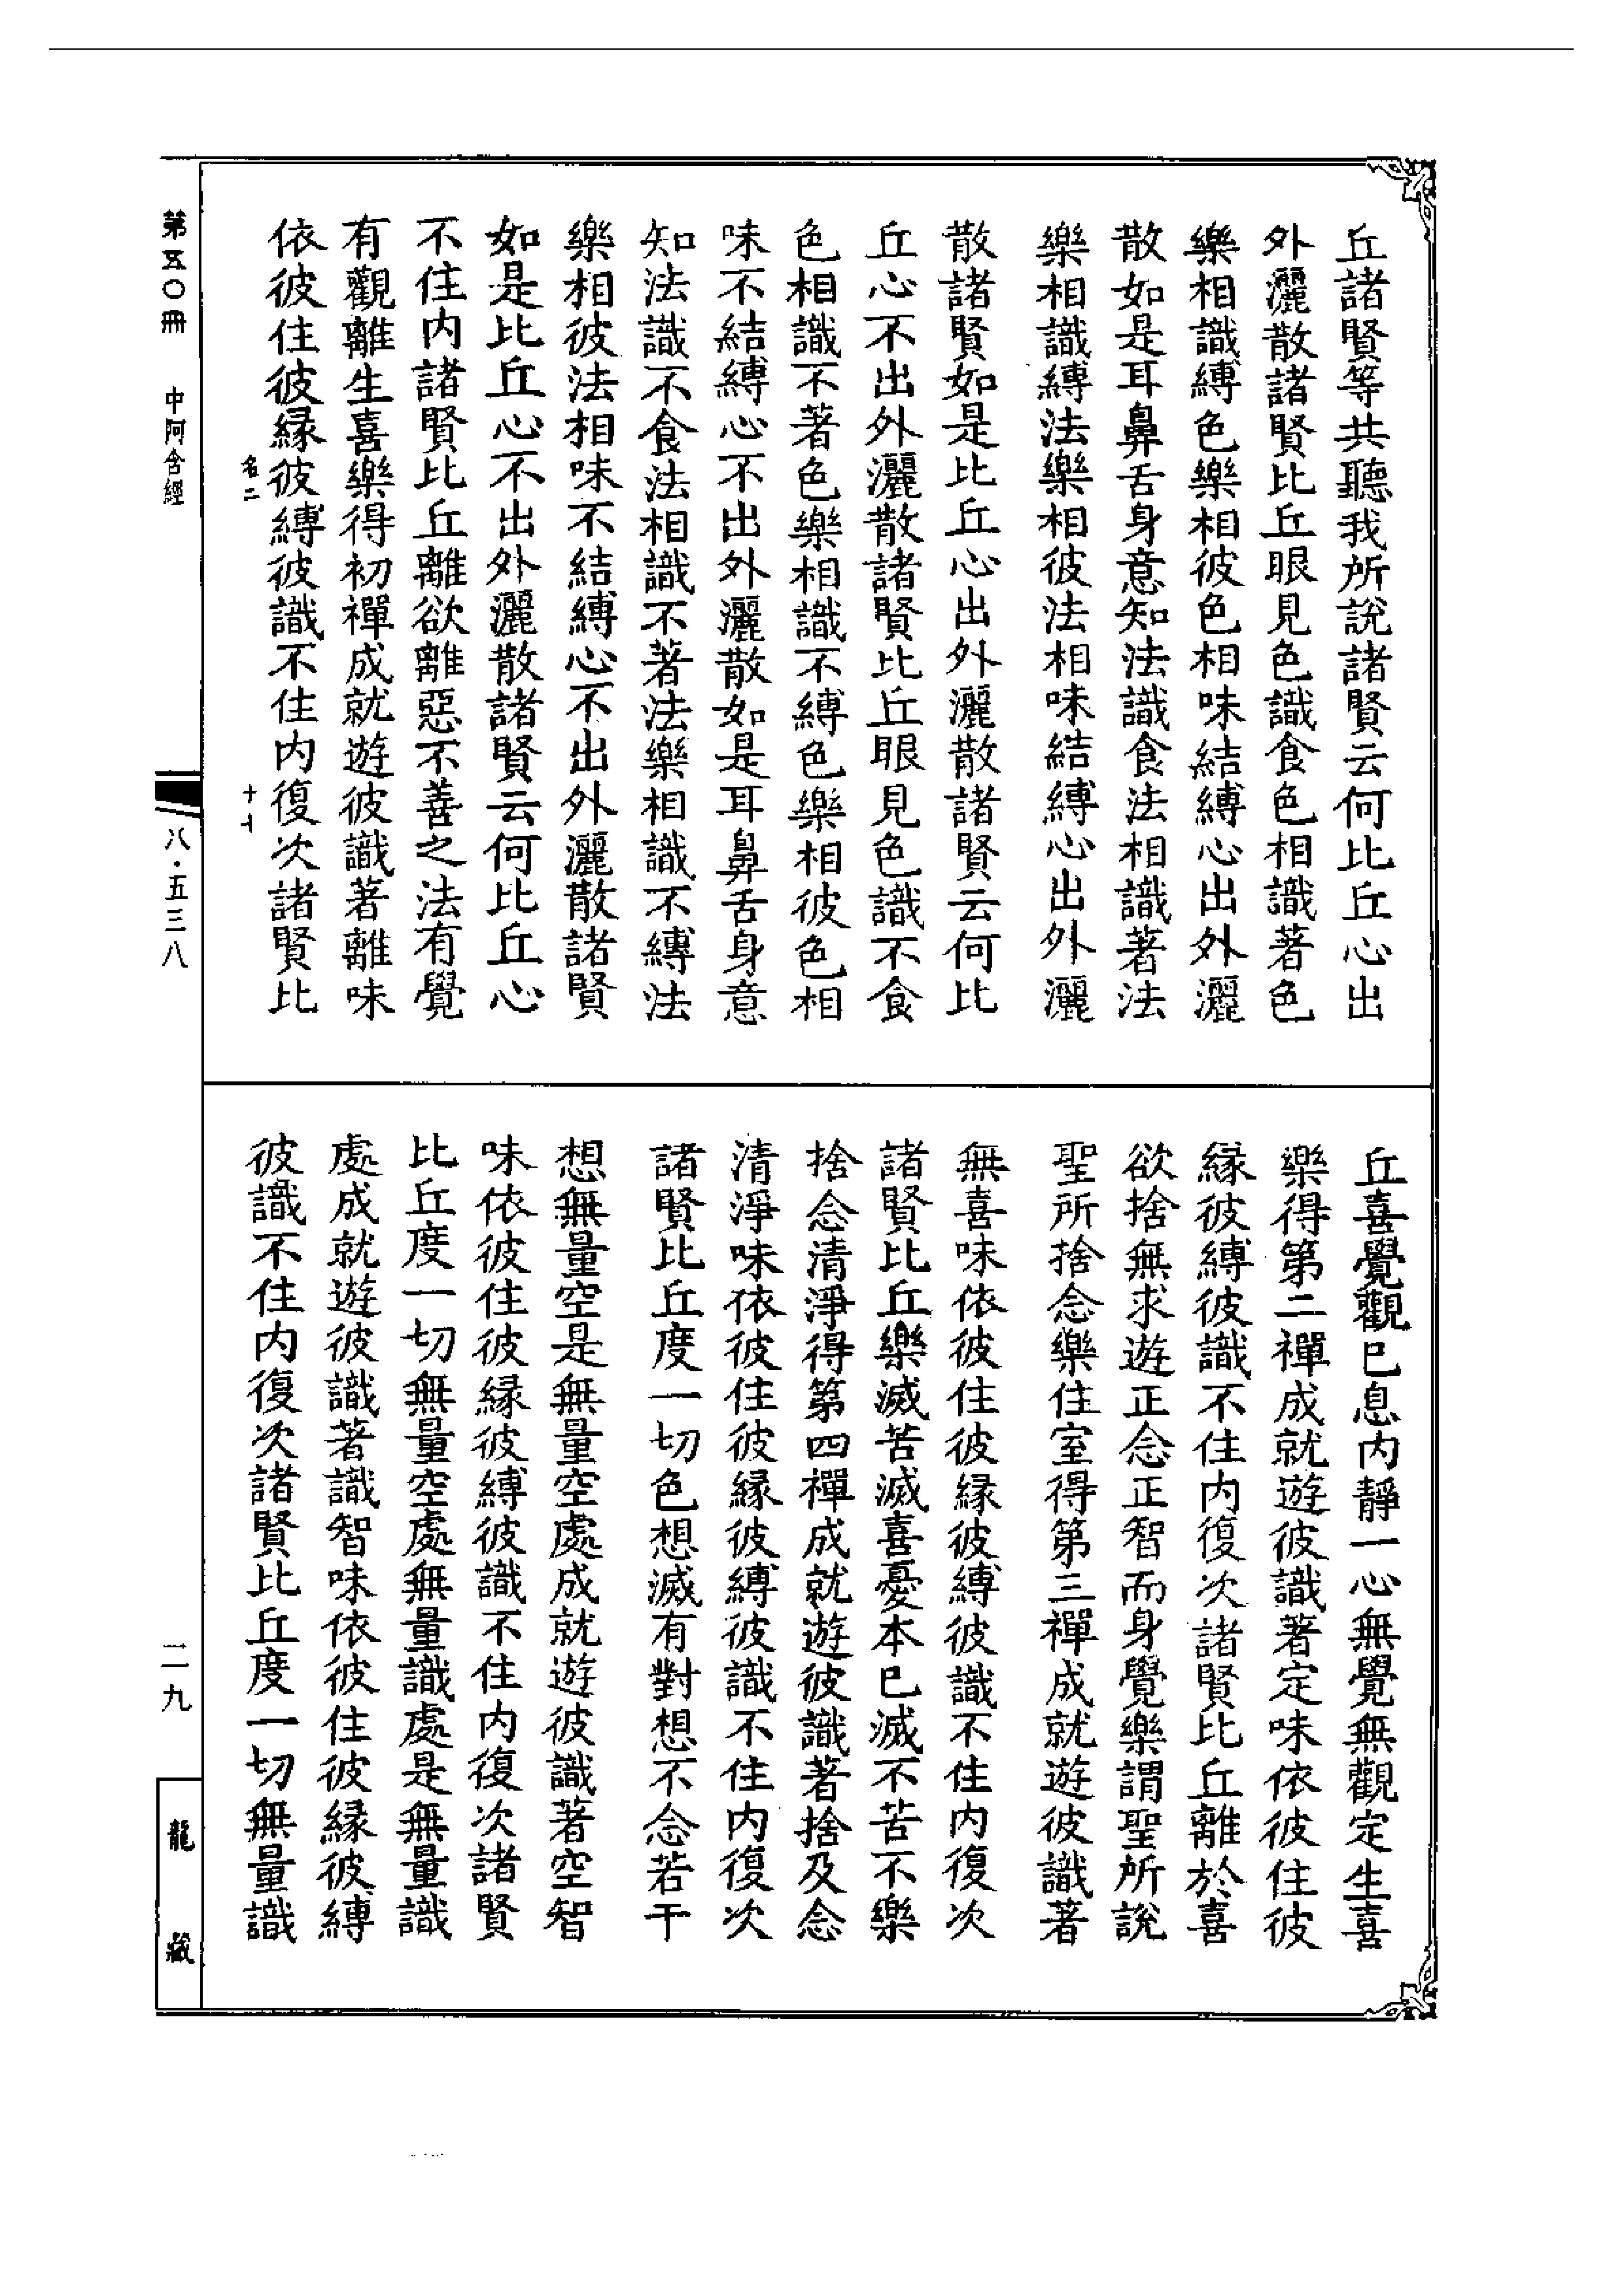 丘諸賢等共聽我所說諸賢云何比丘心出
外灑散諸賢比丘眼見色識食色相識著色
樂相識縛色樂相彼色相味結縛心出外灑
散如是耳鼻舌身意知法識食法相識著法
樂相識縛法樂相彼法相味結縛心出外灑
散諸賢如是比丘心出外灑散諸賢云何比
丘心不出外灑散諸賢比丘眼見色識不食
色相識不著色樂相識不縛色樂相彼色相
味不結縛心不出外灑散如是耳鼻舌身意
知法識不食法相識不著法樂相識不縛法
樂相彼法相味不結縛心不出外灑散諸賢
如是比丘心不出外灑散諸賢云何比丘心
不住內諸賢比丘離欲離惡不善之法有覺
有觀離生喜樂得初禪成就遊彼識著離味
依彼住彼緣彼縛彼識不住內復次諸賢比
名二
丘喜覺觀已息內靜一心無覺無觀定生喜
樂得第二禪成就遊彼識著定味依彼住彼
緣彼縛彼識不住內復次諸賢比丘離於喜
欲捨無求遊正念正智而身覺樂謂聖所說
聖所捨念樂住室得第三禪成就遊彼識著
無喜味依彼住彼緣彼縛彼識不住內復次
諸賢比丘樂滅苦滅喜憂本已滅不苦不樂
捨念清淨得第四禪成就遊彼識著捨及念
清淨味依彼住彼緣彼縛彼識不住內復次
諸賢比丘度一切色想滅有對想不念若干
想無量空是無量空處成就遊彼識著空智
味依彼住彼緣彼縛彼識不住內復次諸賢
比丘度一切無量空處無量識處是無量識
處成就遊彼識著識智味依彼住彼緣彼縛
彼識不住內復次諸賢比丘度一切無量識
第五〇冊 中阿含經
八·五三八
二九
龍藏